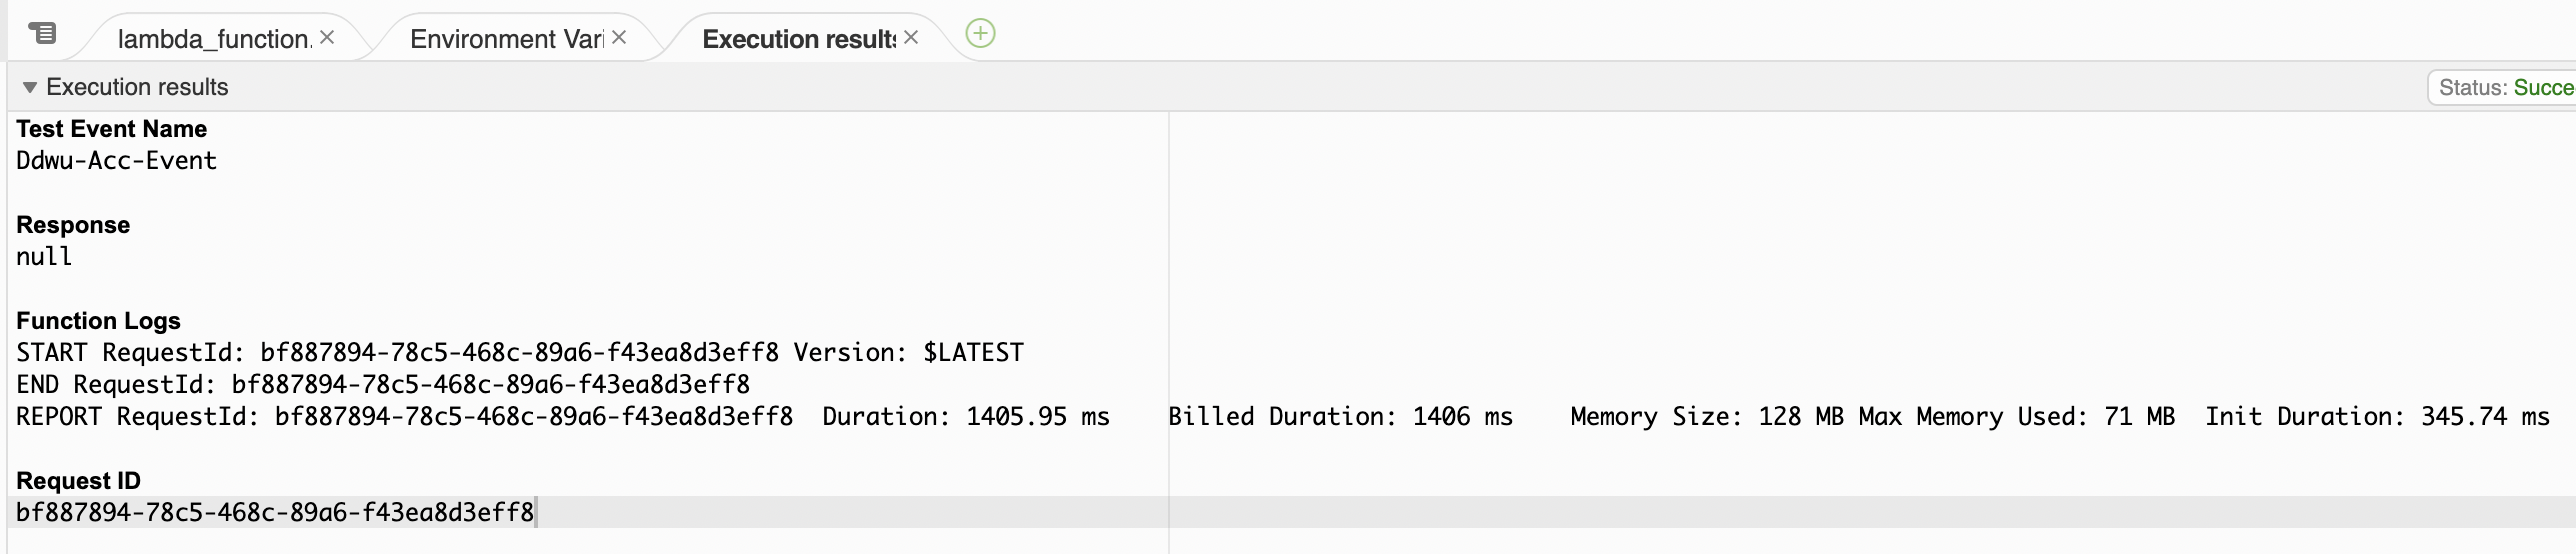 lambda_function.
Environment Vari
Execution results
Execution results
Status: Succe
Test Event Name
Ddwu-Acc-Event
Response
null
Function Logs
START RequestId: bf887894-78c5-468c-89a6-f43ea8d3eff8 Version: $LATEST
END RequestId: bf887894-78c5-468c-89a6-f43ea8d3eff8
REPORT RequestId: bf887894-78c5-468c-89a6-f43ea8d3eff8 Duration: 1405.95 ms Billed Duration: 1406 ms Memory Size: 128 MB Max Memory Used: 71 MB Init Duration: 345.74 ms
Request ID
bf887894-78c5-468c-89a6-f43ea8d3eff8